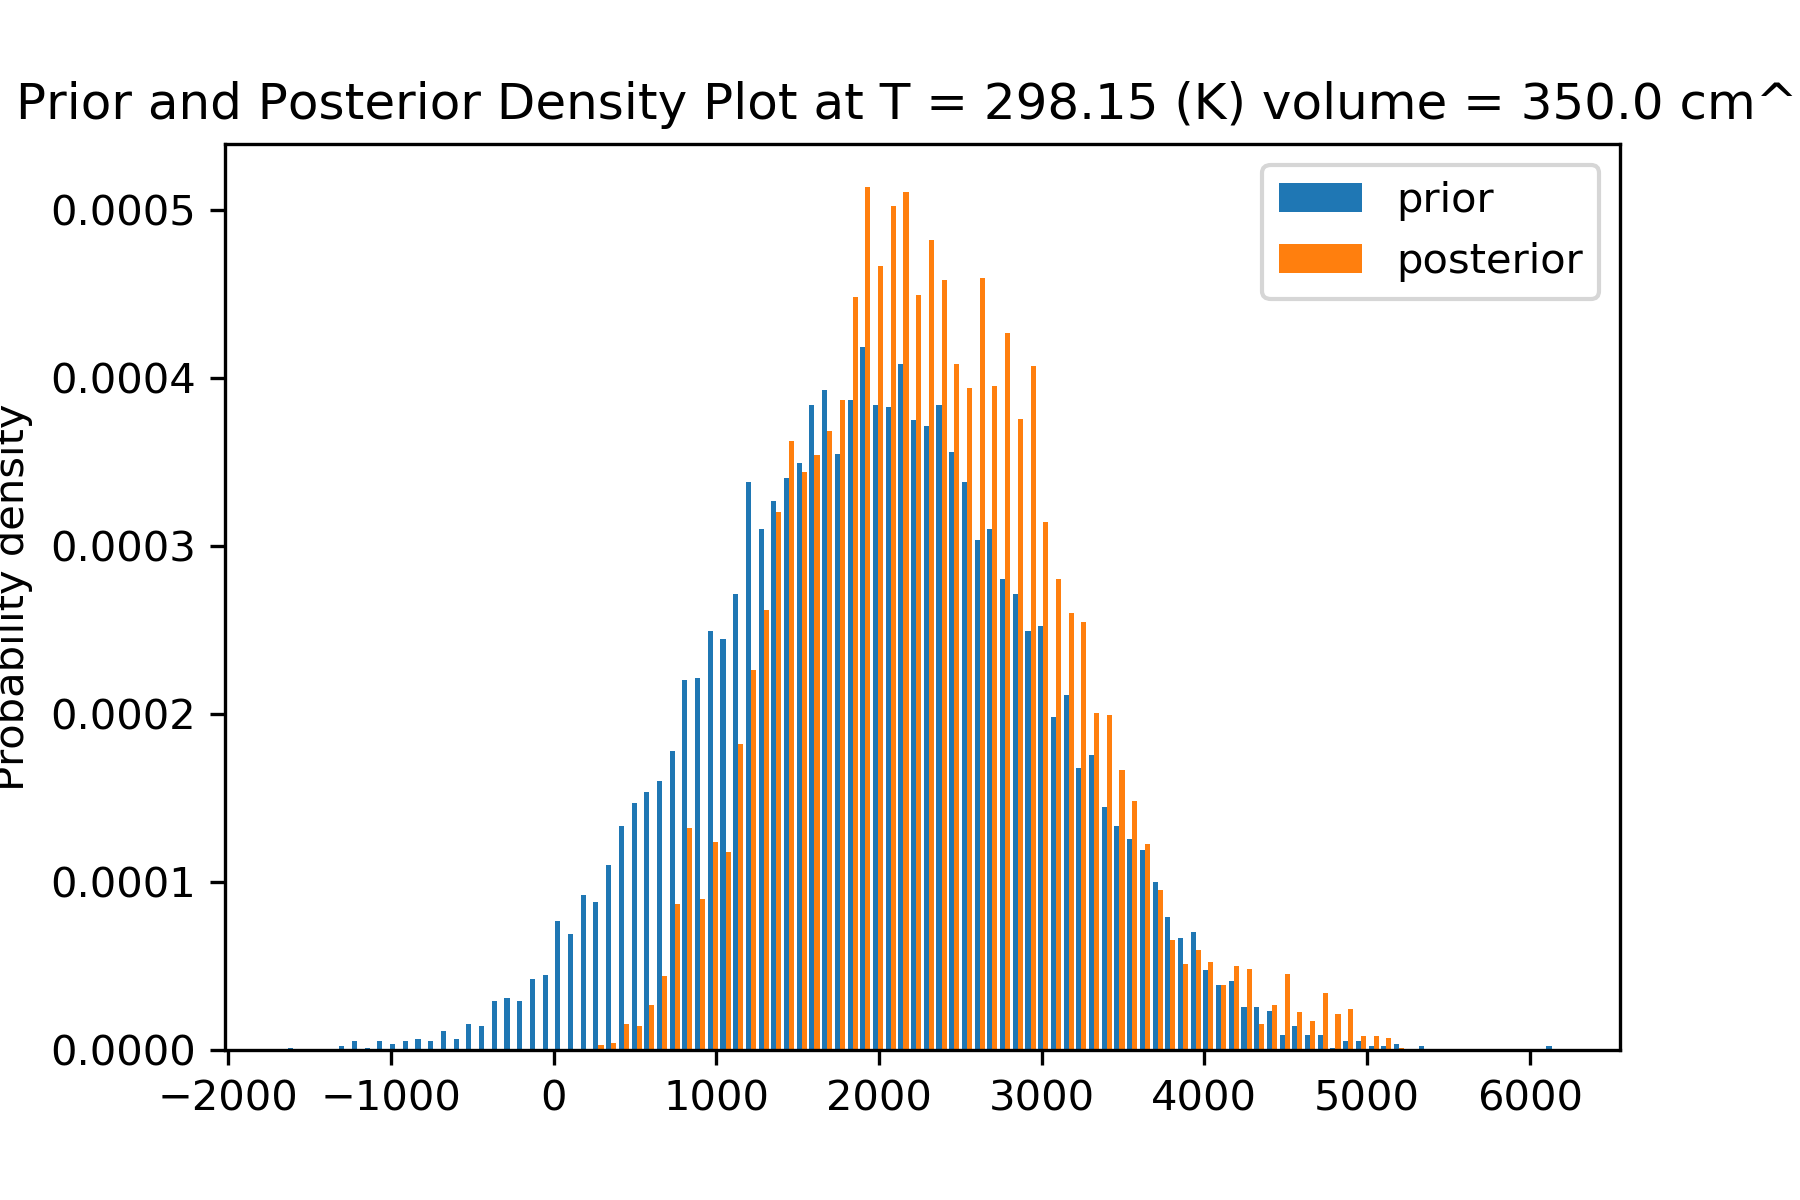 Prior and Posterior Density Plot at T = 298.15 (K) volume = 350.0 cm^
prior
posterior
Probability density
0.0005
0.0004
0.0003
0.0002
0.0001
0.0000
−2000 −1000 0 1000 2000 3000 4000 5000 6000